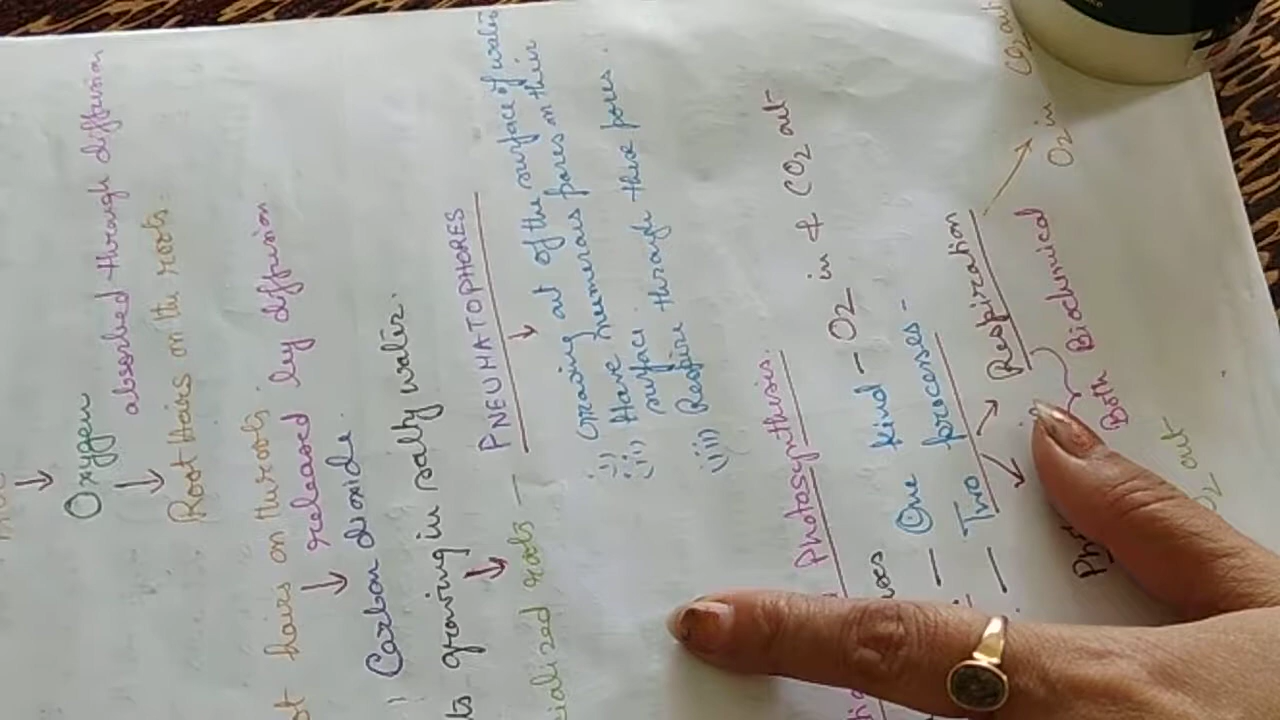 ↓
Oxygen
absorbed through diffusion
↓
Root Hairs on the roots.
hairs on the roots.
↓ released by diffusion
Carbon dioxide.
growing in salty water.
↓
roots — PNEUMATOPHORES
↓
i) Growing out of the surface of water
ii) Have numerous pores on their
surface.
(iii) Respire through these pores.
Photosynthisis.
— One kind - O2 in & CO2 out
— Two processes -
Respiration
Both Biochemical
O2 in
CO2 out
out